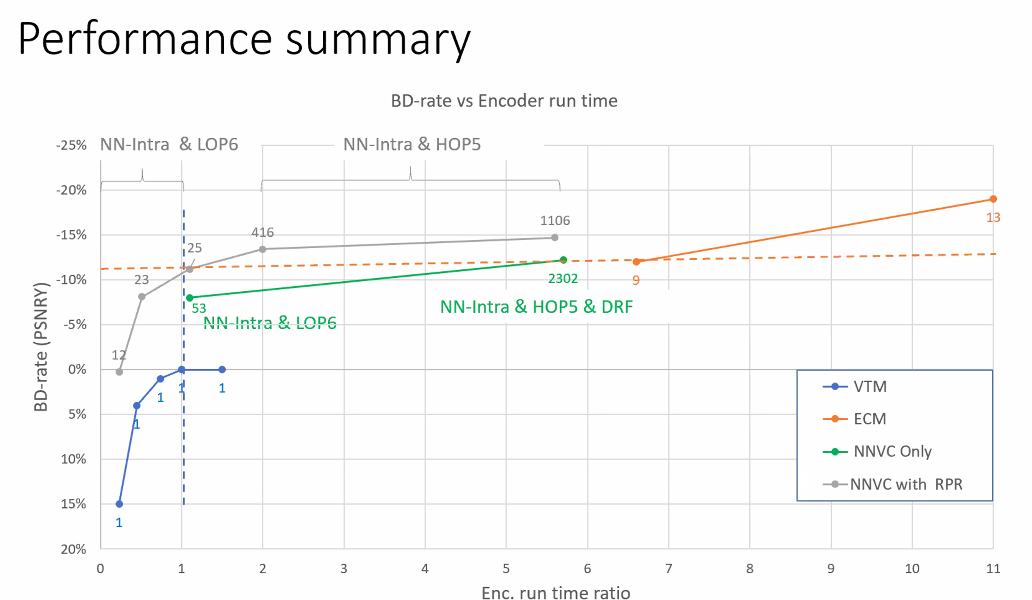 Performance summary
BD-rate vs Encoder run time
NN-Intra & LOP6
NN-Intra & HOP5
-25%
-20%
-15%
-10%
-5%
0%
5%
10%
15%
20%
BD-rate (PSNRY)
12
23
25
416
1106
53
2302
NN-Intra & LOP6
NN-Intra & HOP5 & DRF
9
13
1
1
1
1
1
VTM
ECM
NNVC Only
NNVC with RPR
0 1 2 3 4 5 6 7 8 9 10 11
Enc. run time ratio